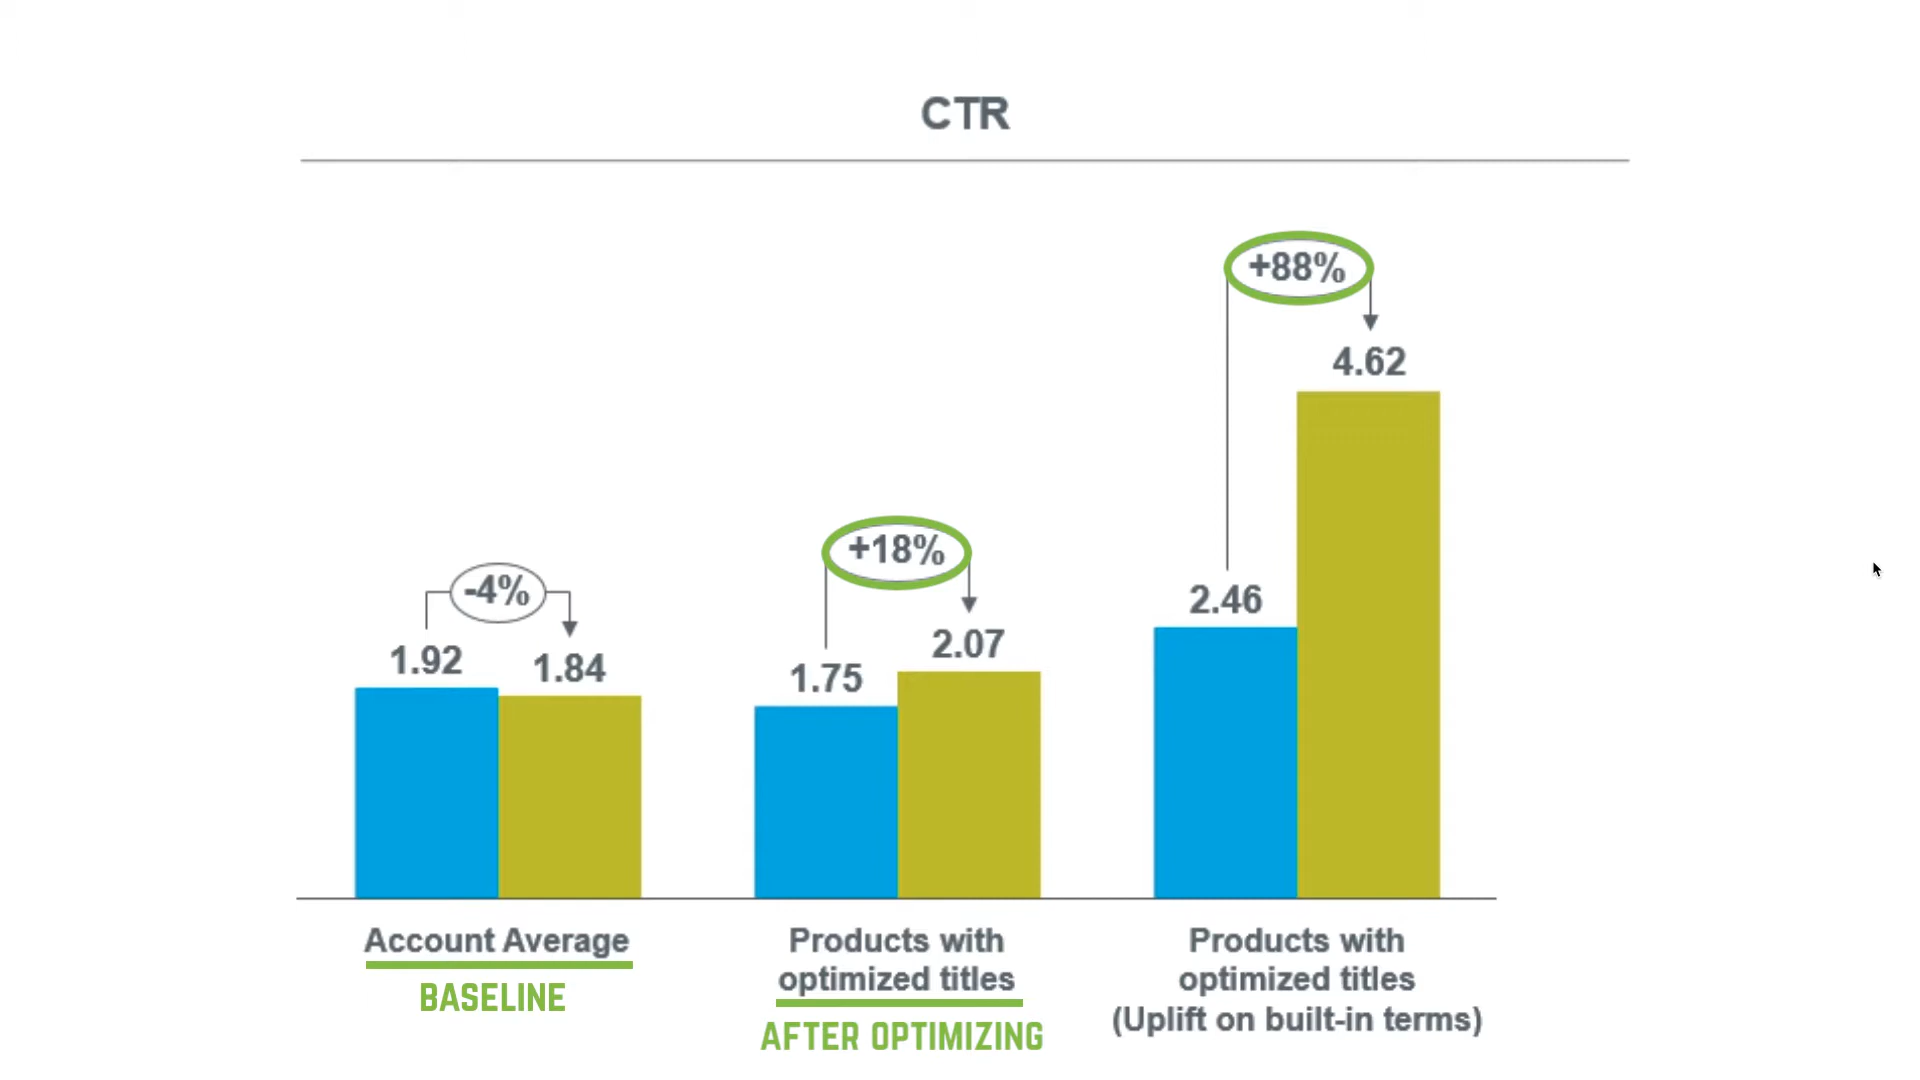 CTR
+88%
4.62
+18%
2.46
-4%
2.07
1.92
1.84
1.75
Account Average
BASELINE
Products with
optimized titles
AFTER OPTIMIZING
Products with
optimized titles
(Uplift on built-in terms)